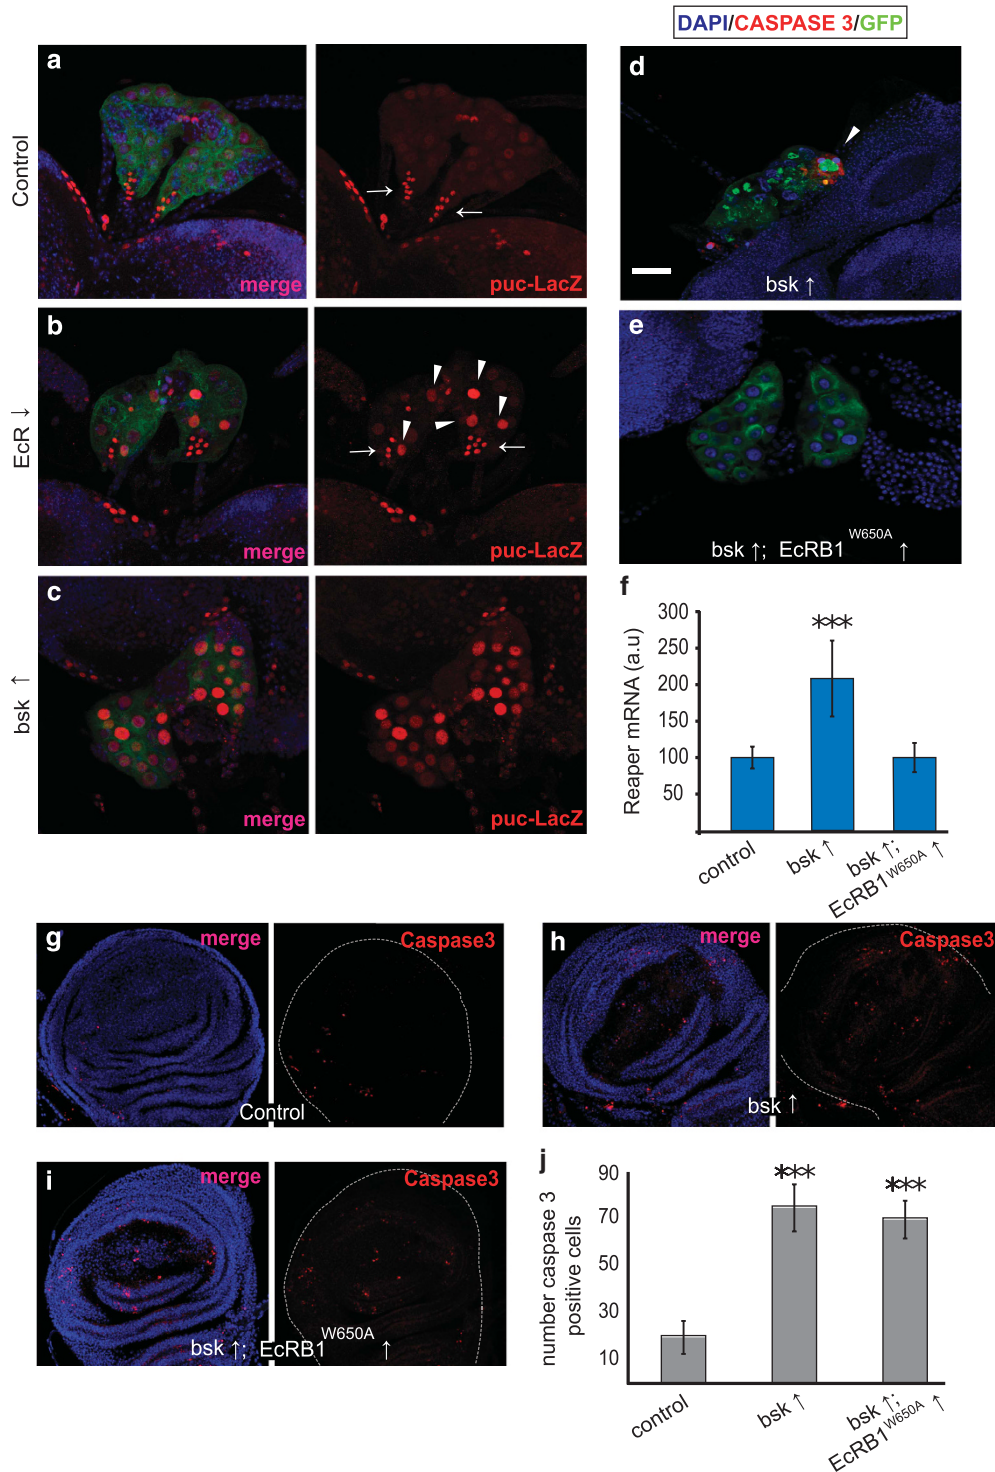 DAPI/CASPASE 3/GFP
a
Control
merge
puc-LacZ
b
EcR ↓
merge
puc-LacZ
c
bsk ↑
merge
puc-LacZ
d
bsk ↑
e
bsk ↑; EcRB1 W650A ↑
f
Reaper mRNA (a.u)
300
250
200
150
100
50
***
control
bsk ↑
bsk ↑;
EcRB1 W650A ↑
g
merge
Caspase3
Control
h
merge
Caspase3
bsk ↑
i
merge
Caspase3
bsk ↑; EcRB1 W650A ↑
j
number caspase 3
positive cells
90
70
50
30
10
***
***
control
bsk ↑
bsk ↑;
EcRB1 W650A ↑